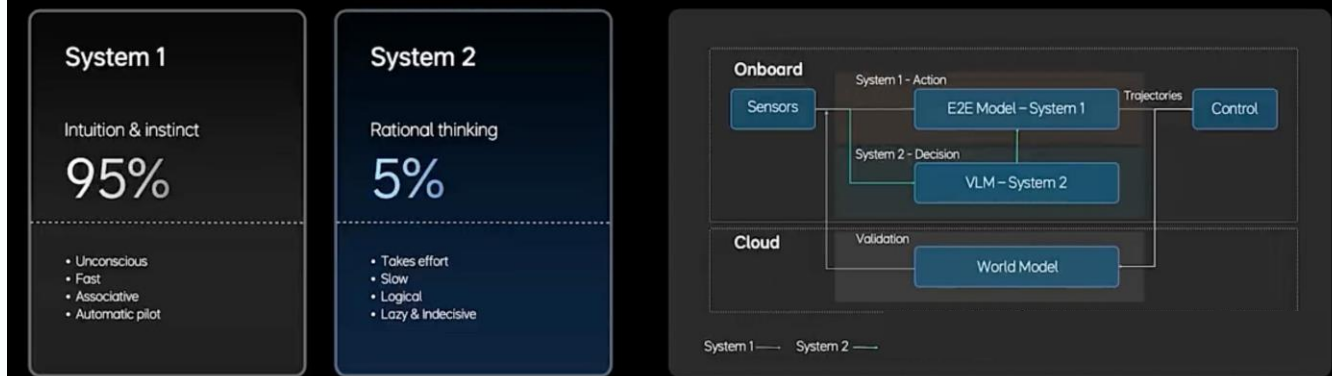 System 1
Intuition & instinct
95%
• Unconscious
• Fast
• Associative
• Automatic pilot
System 2
Rational thinking
5%
• Takes effort
• Slow
• Logical
• Lazy & Indecisive
Onboard
System 1 - Action
Sensors
E2E Model – System 1
Trajectories
Control
System 2 - Decision
VLM – System 2
Cloud
Validation
World Model
System 1
System 2